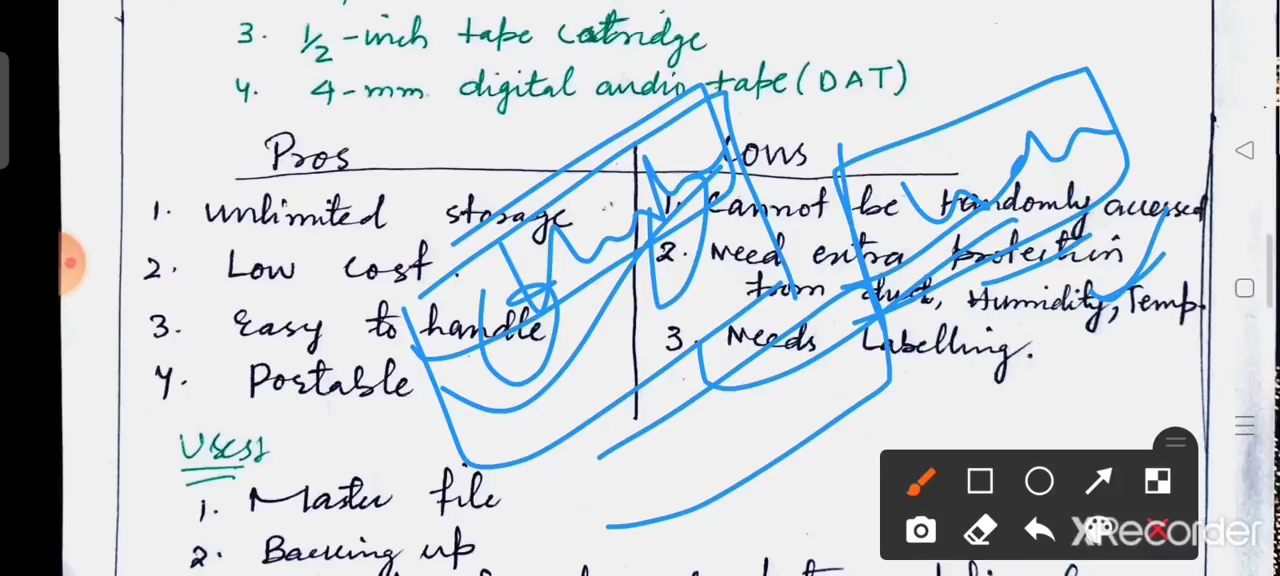 3. 1/2-inch tape catridge
4. 4-mm digital audio tape (DAT)
Pros
Cons
1. Unlimited storage
2. Low cost.
3. Easy to handle
4. Portable
1. Cannot be randomly accessed
2. Need extra protection
from dust, Humidity, Temp.
3. Needs Labelling.
Uses
1. Master file
2. Backing up
XRecorder